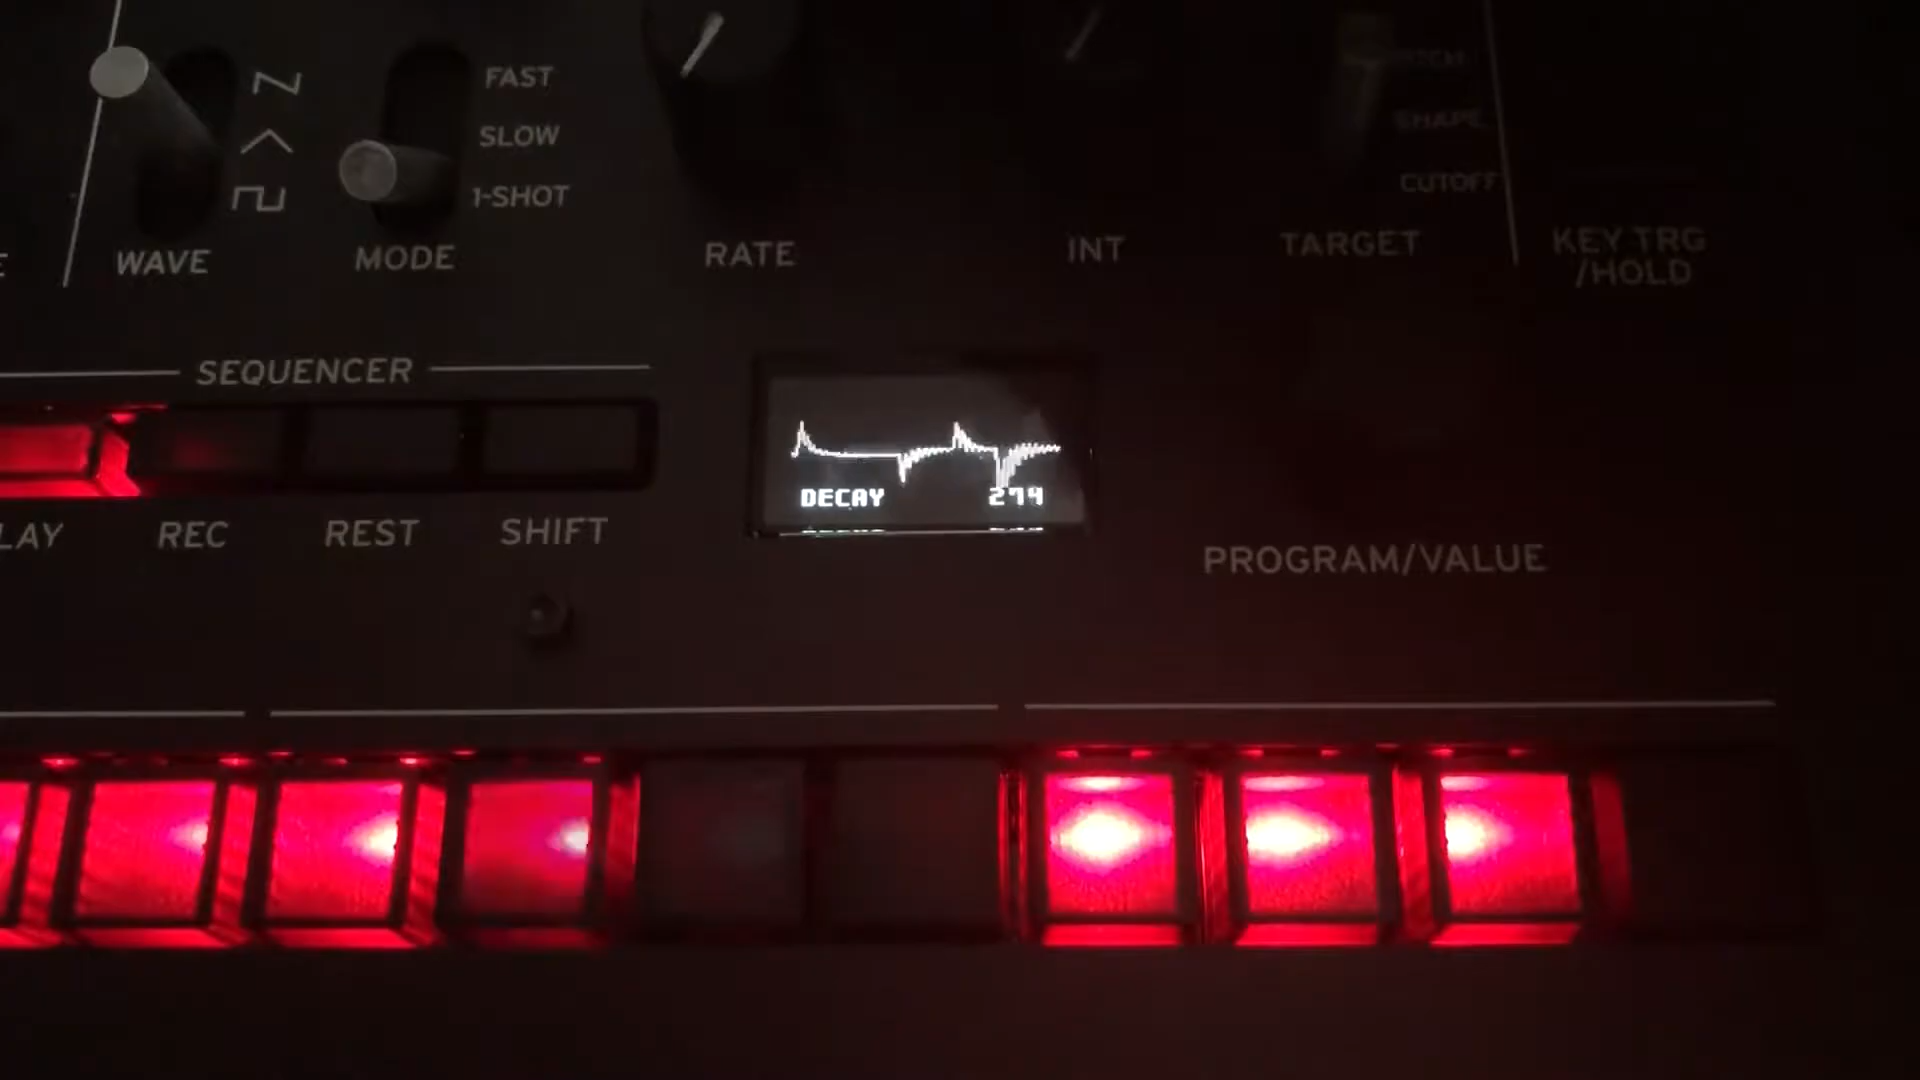 FAST
SLOW
1-SHOT
SHAPE
CUTOFF
WAVE
MODE
RATE
INT
TARGET
KEY TRG
/HOLD
SEQUENCER
LAY
REC
REST
SHIFT
DECAY 274
PROGRAM/VALUE